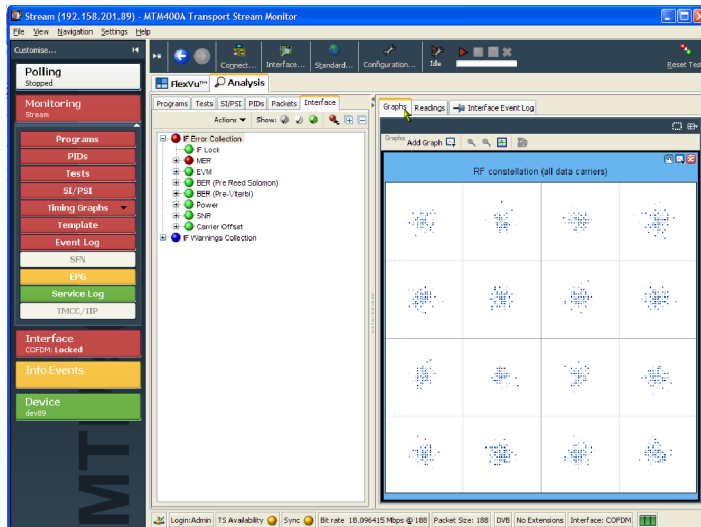 Stream (192.158.201.89) - MTM400A Transport Stream Monitor
File View Navigation Settings Help
Customise...
Connect... Interface... Standard... Configuration... Idle Reset Test
Polling
Stopped
FlexVu™ Analysis
Monitoring
Stream
Programs Tests SI/PSI PIDs Packets Interface
Graphs Readings Interface Event Log
Actions Show:
Graphs Add Graph
Programs
PIDs
Tests
SI/PSI
Timing Graphs
Template
Event Log
SFN
EPG
Service Log
TMCC/IIP
Interface
COFDM: Locked
Info Events
Device
dev89
MT
IF Error Collection
IF Lock
MER
EVM
BER (Pre Reed Solomon)
BER (Pre-Viterbi)
Power
SNR
Carrier Offset
IF Warnings Collection
RF constellation (all data carriers)
Login:Admin TS Availability Sync Bit rate 18.096415 Mbps @ 188 Packet Size: 188 DVB No Extensions Interface: COFDM